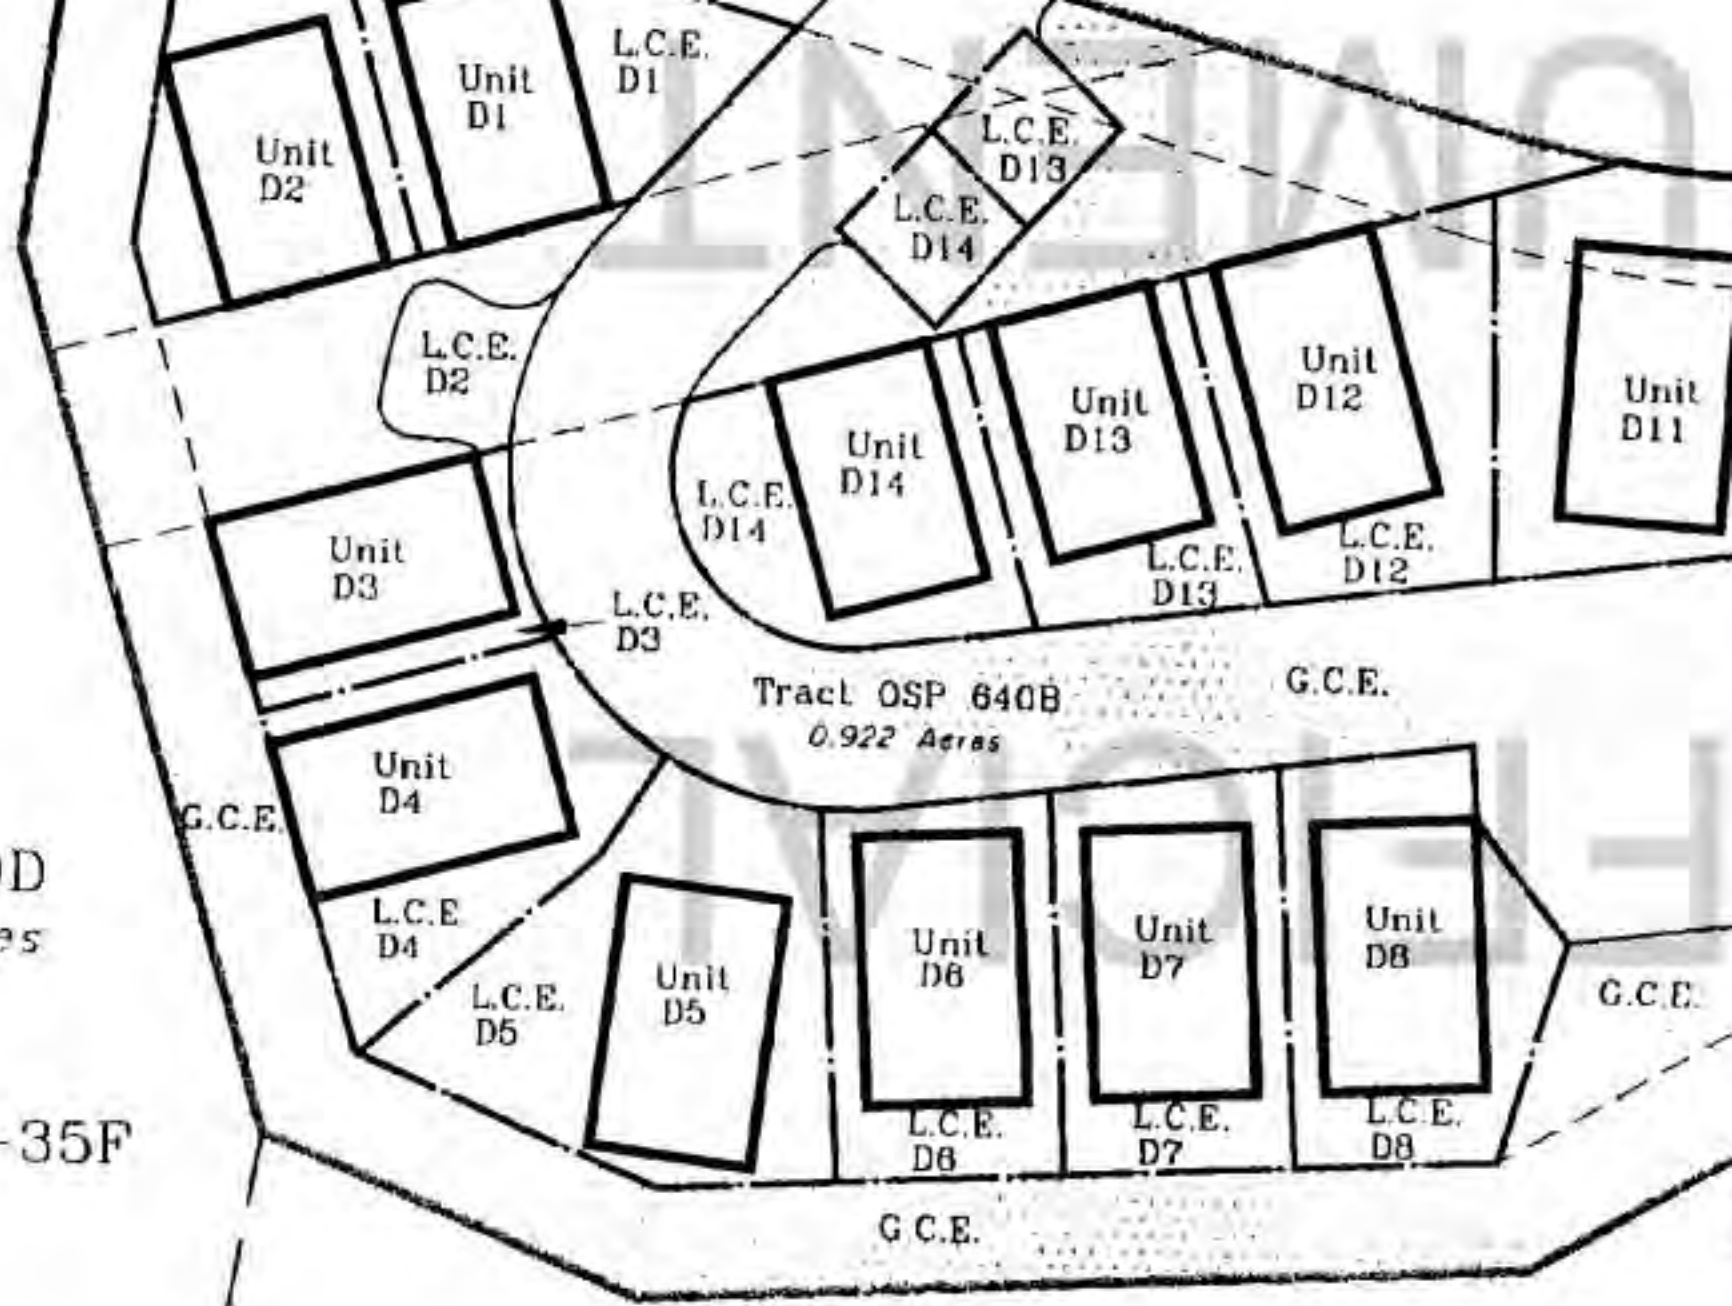 L.C.E.
D1
Unit
D1
Unit
D2
L.C.E.
D13
L.C.E.
D14
L.C.E.
D2
Unit
D12
Unit
D11
Unit
D13
Unit
D14
L.C.E.
D14
Unit
D3
L.C.E.
D12
L.C.E.
D13
L.C.E.
D3
Tract OSP 640B
0.922 Acres
G.C.E.
Unit
D4
G.C.E.
L.C.E
D4
L.C.E.
D5
Unit
D5
Unit
D6
Unit
D7
Unit
D8
G.C.E.
L.C.E.
D6
L.C.E.
D7
L.C.E.
D8
-35F
G C.E.